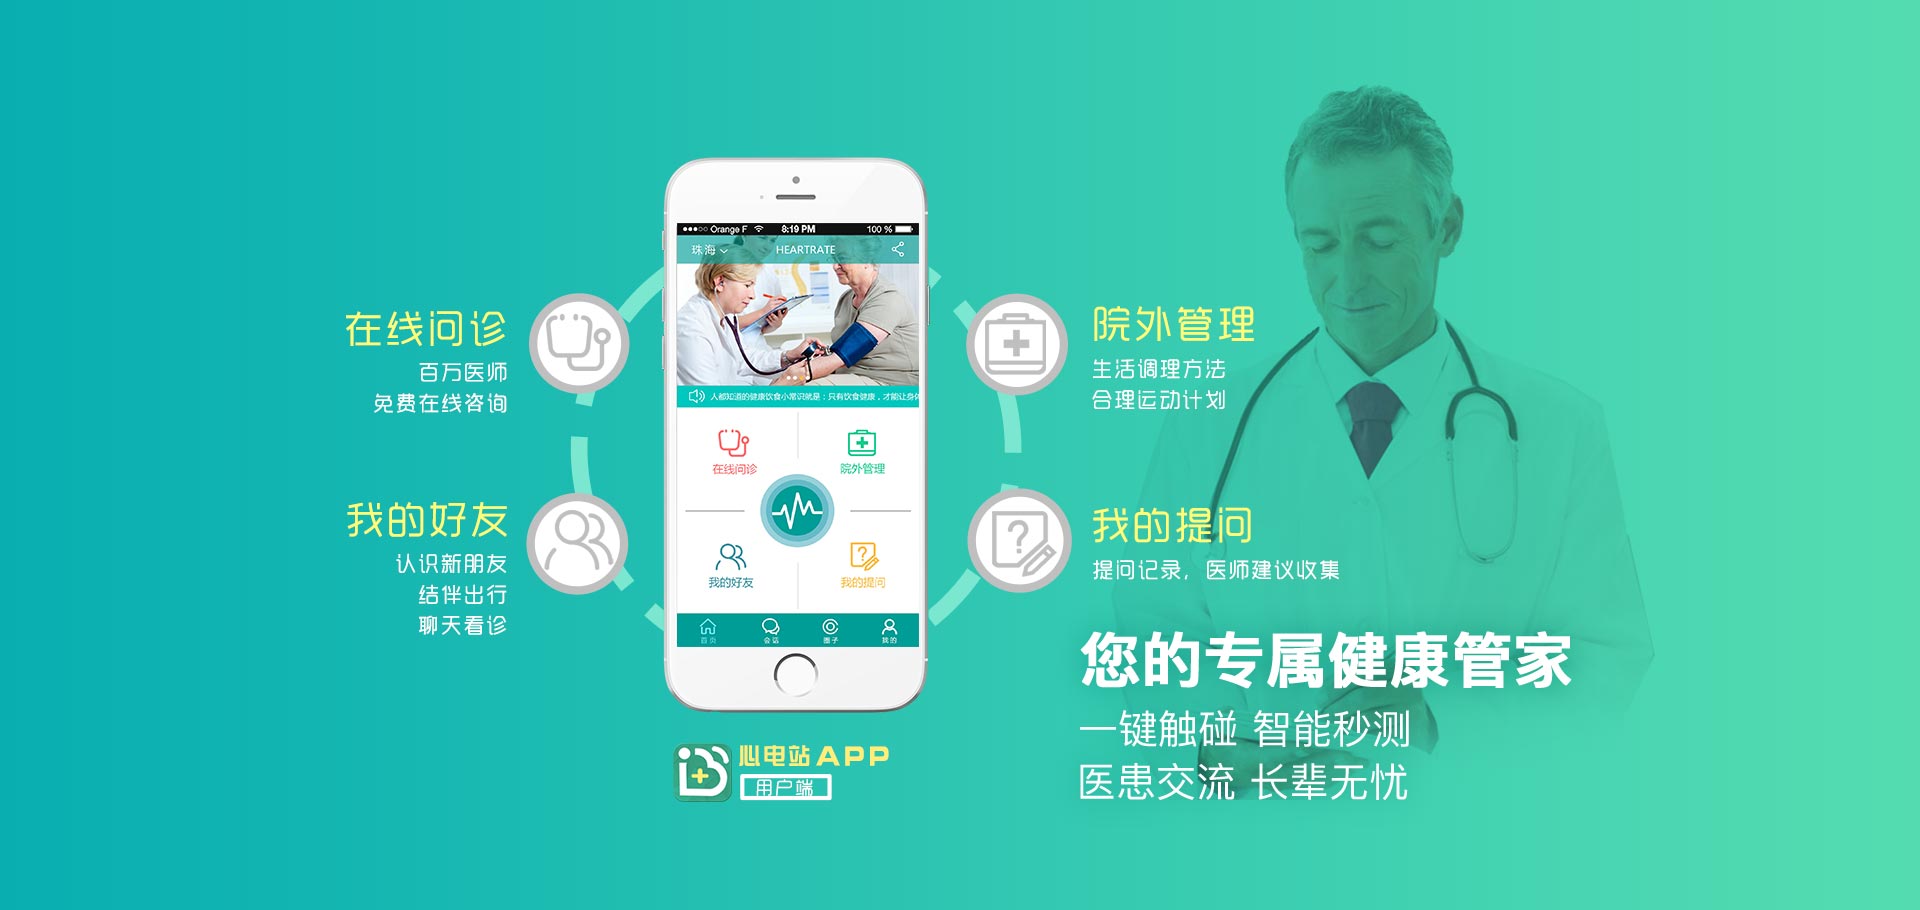 在线问诊
百万医师
免费在线咨询
我的好友
认识新朋友
结伴出行
聊天看诊
Orange F 8:19 PM 100 %
珠海 HEARTRATE
人都知道的健康饮食小常识就是：只有饮食健康，才能让身体
在线问诊
院外管理
我的好友
我的提问
首页 会话 圈子 我的
心电站APP
用户端
院外管理
生活调理方法
合理运动计划
我的提问
提问记录，医师建议收集
您的专属健康管家
一键触碰 智能秒测
医患交流 长辈无忧